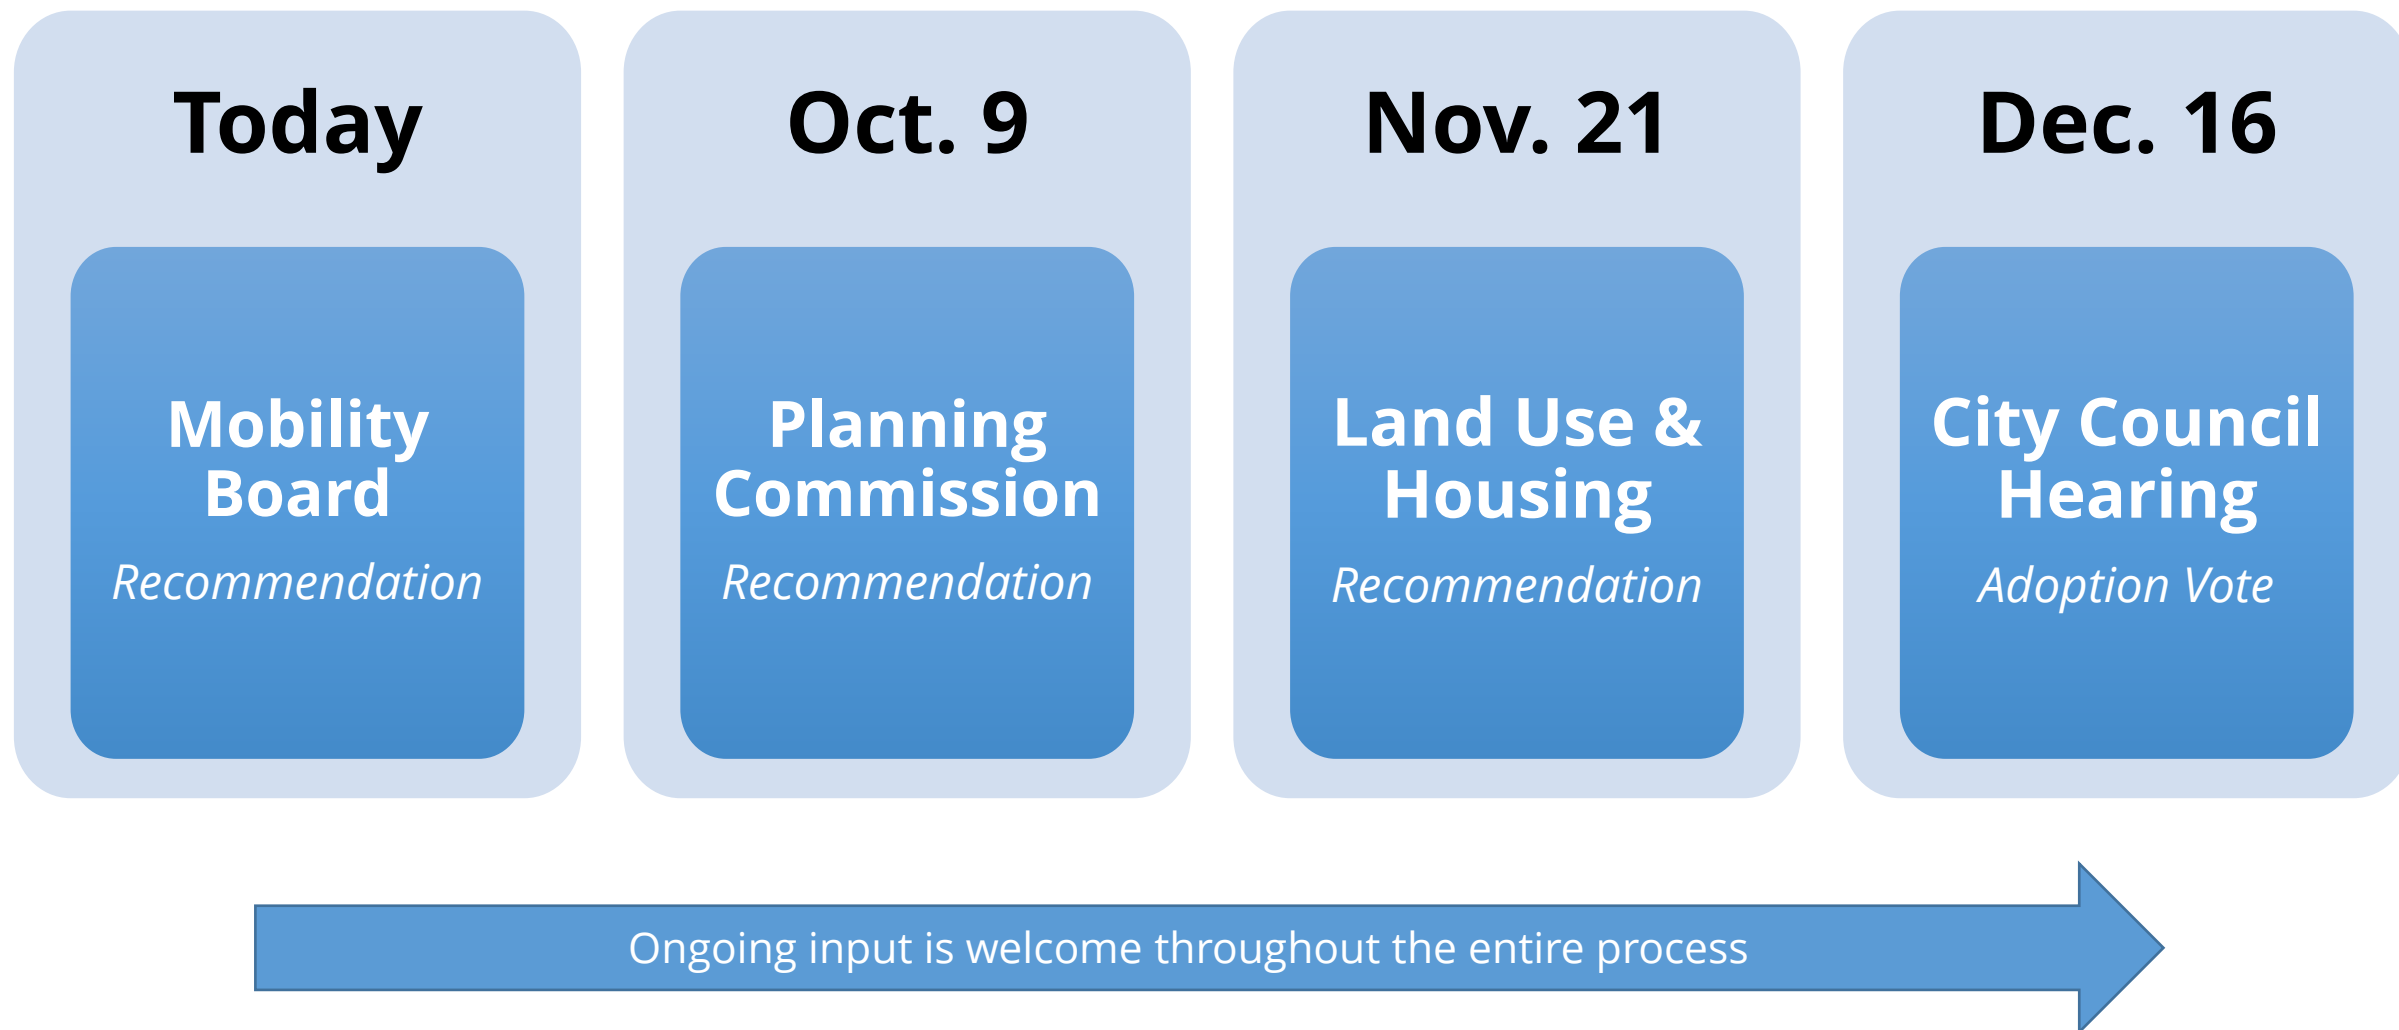 Today
Mobility
Board
Recommendation
Oct. 9
Planning
Commission
Recommendation
Nov. 21
Land Use &
Housing
Recommendation
Dec. 16
City Council
Hearing
Adoption Vote
Ongoing input is welcome throughout the entire process